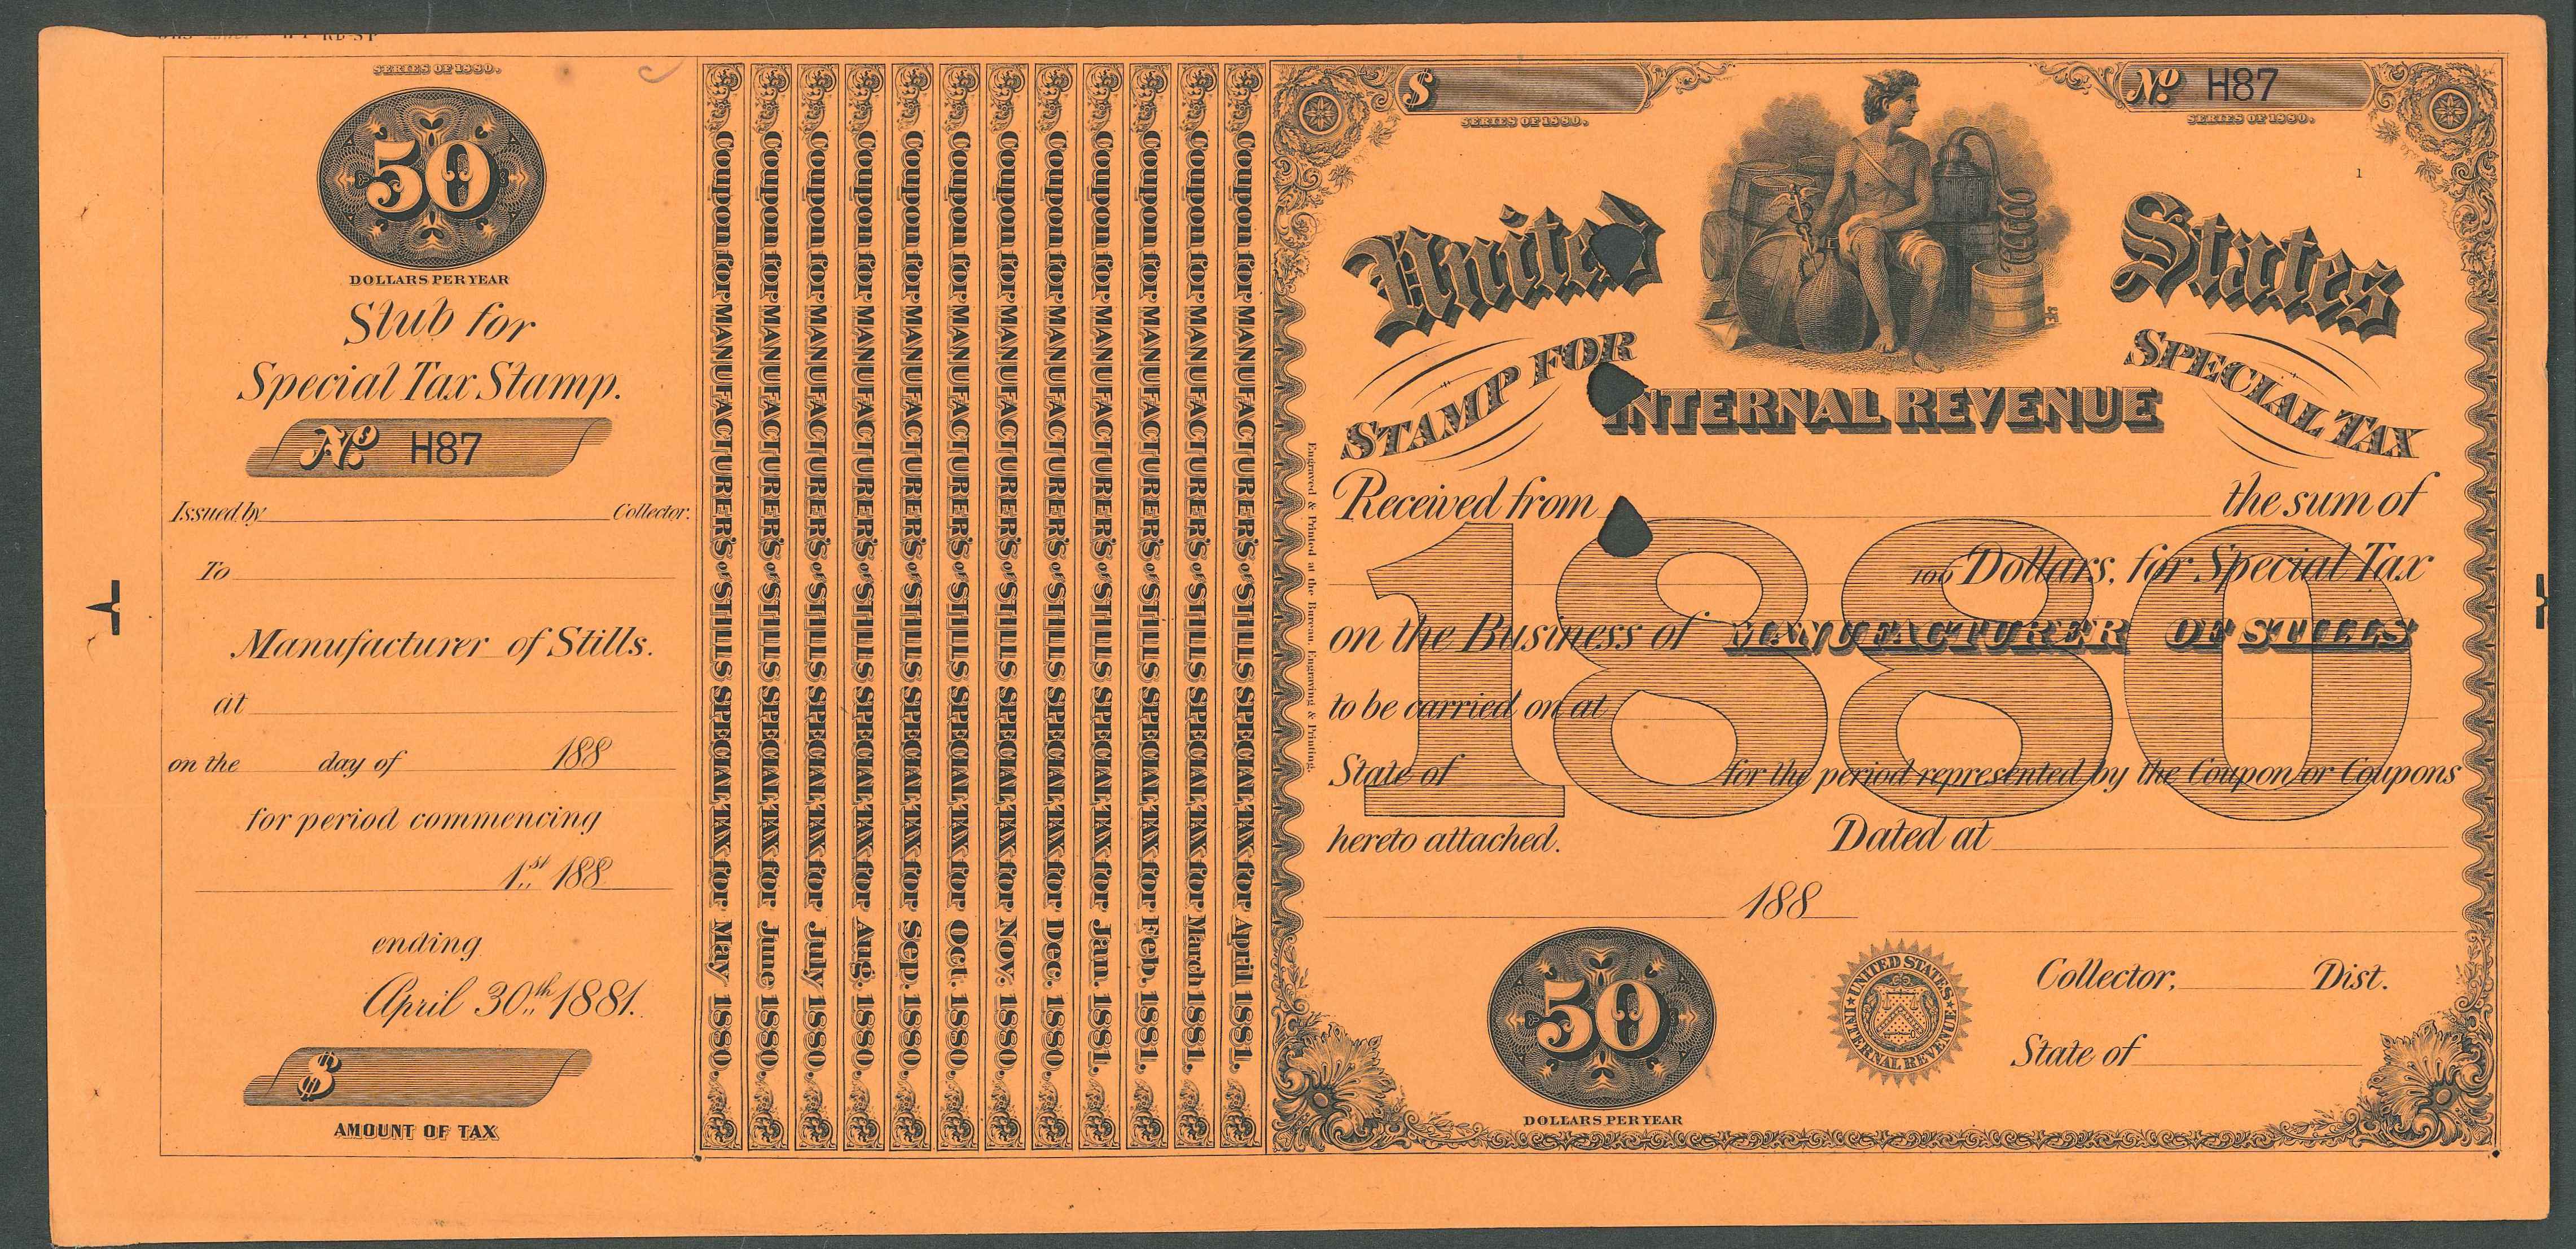 SERIES OF 1880.
50
DOLLARS PER YEAR
Stub for
Special Tax Stamp.
No H87
Issued by Collector.
To
Manufacturer of Stills.
at
on the day of 188
for period commencing
1st 188
ending
April 30th 1881.
$
AMOUNT OF TAX
Coupon for MANUFACTURER'S of STILLS SPECIAL TAX for May 1880.
Coupon for MANUFACTURER'S of STILLS SPECIAL TAX for June 1880.
Coupon for MANUFACTURER'S of STILLS SPECIAL TAX for July 1880.
Coupon for MANUFACTURER'S of STILLS SPECIAL TAX for Aug. 1880.
Coupon for MANUFACTURER'S of STILLS SPECIAL TAX for Sep. 1880.
Coupon for MANUFACTURER'S of STILLS SPECIAL TAX for Oct. 1880.
Coupon for MANUFACTURER'S of STILLS SPECIAL TAX for Nov. 1880.
Coupon for MANUFACTURER'S of STILLS SPECIAL TAX for Dec. 1880.
Coupon for MANUFACTURER'S of STILLS SPECIAL TAX for Jan. 1881.
Coupon for MANUFACTURER'S of STILLS SPECIAL TAX for Feb. 1881.
Coupon for MANUFACTURER'S of STILLS SPECIAL TAX for March 1881.
Coupon for MANUFACTURER'S of STILLS SPECIAL TAX for April 1881.
Engraved & Printed at the Bureau, Engraving & Printing.
$
SERIES OF 1880.
No H87
SERIES OF 1880.
1
United States
STAMP FOR SPECIAL TAX
INTERNAL REVENUE
Received from the sum of
1880
100 Dollars, for Special Tax
on the Business of MANUFACTURER OF STILLS
to be carried on at
State of for the period represented by the Coupon or Coupons
hereto attached. Dated at
188
50
DOLLARS PER YEAR
UNITED STATES INTERNAL REVENUE
Collector, Dist.
State of